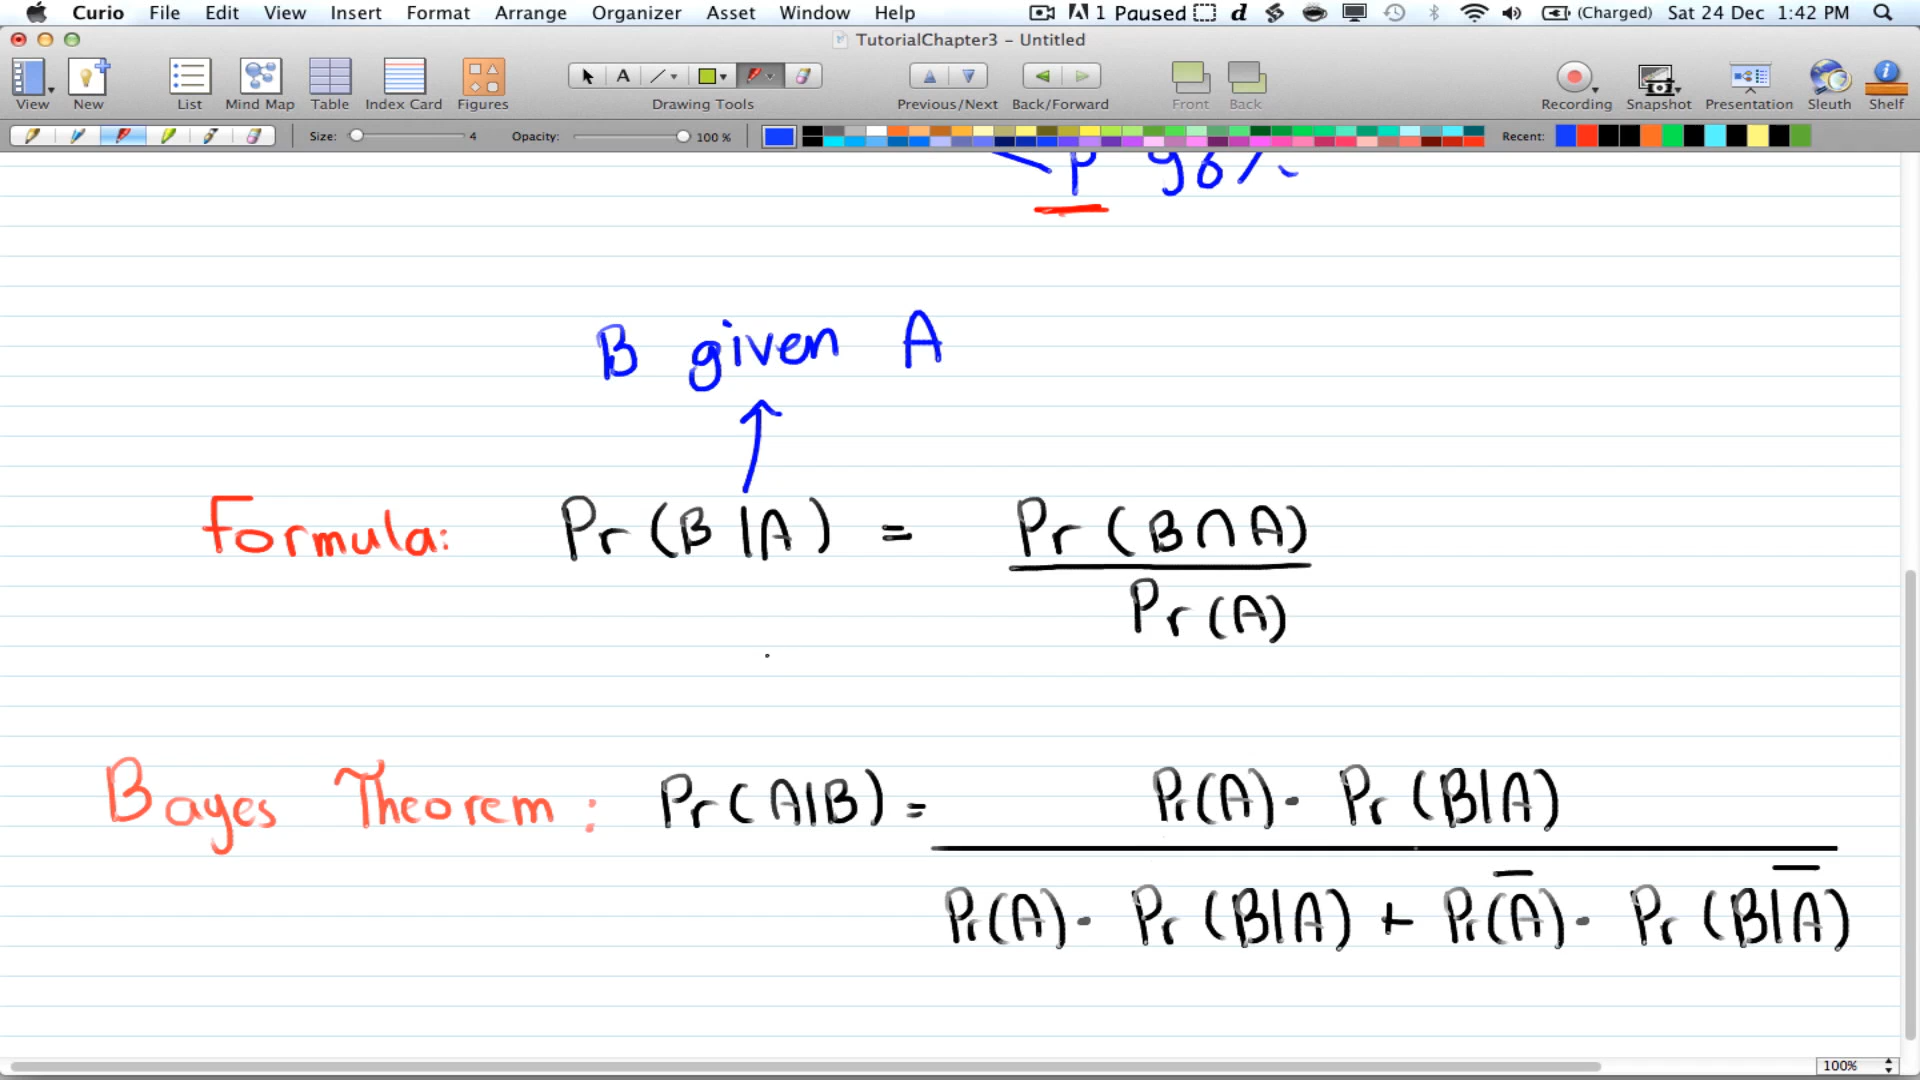 Curio File Edit View Insert Format Arrange Organizer Asset Window Help 1 Paused (Charged) Sat 24 Dec 1:42 PM
TutorialChapter3 – Untitled
View New List Mind Map Table Index Card Figures Drawing Tools Previous/Next Back/Forward Front Back Recording Snapshot Presentation Sleuth Shelf
Size: 4 Opacity: 100 % Recent:
B given A
Formula: Pr(B|A) = Pr(B∩A)
Pr(A)
Bayes Theorem: Pr(A|B) = Pr(A)· Pr(B|A)
Pr(A)· Pr(B|A) + Pr(A̅)· Pr(B|A̅)
100%